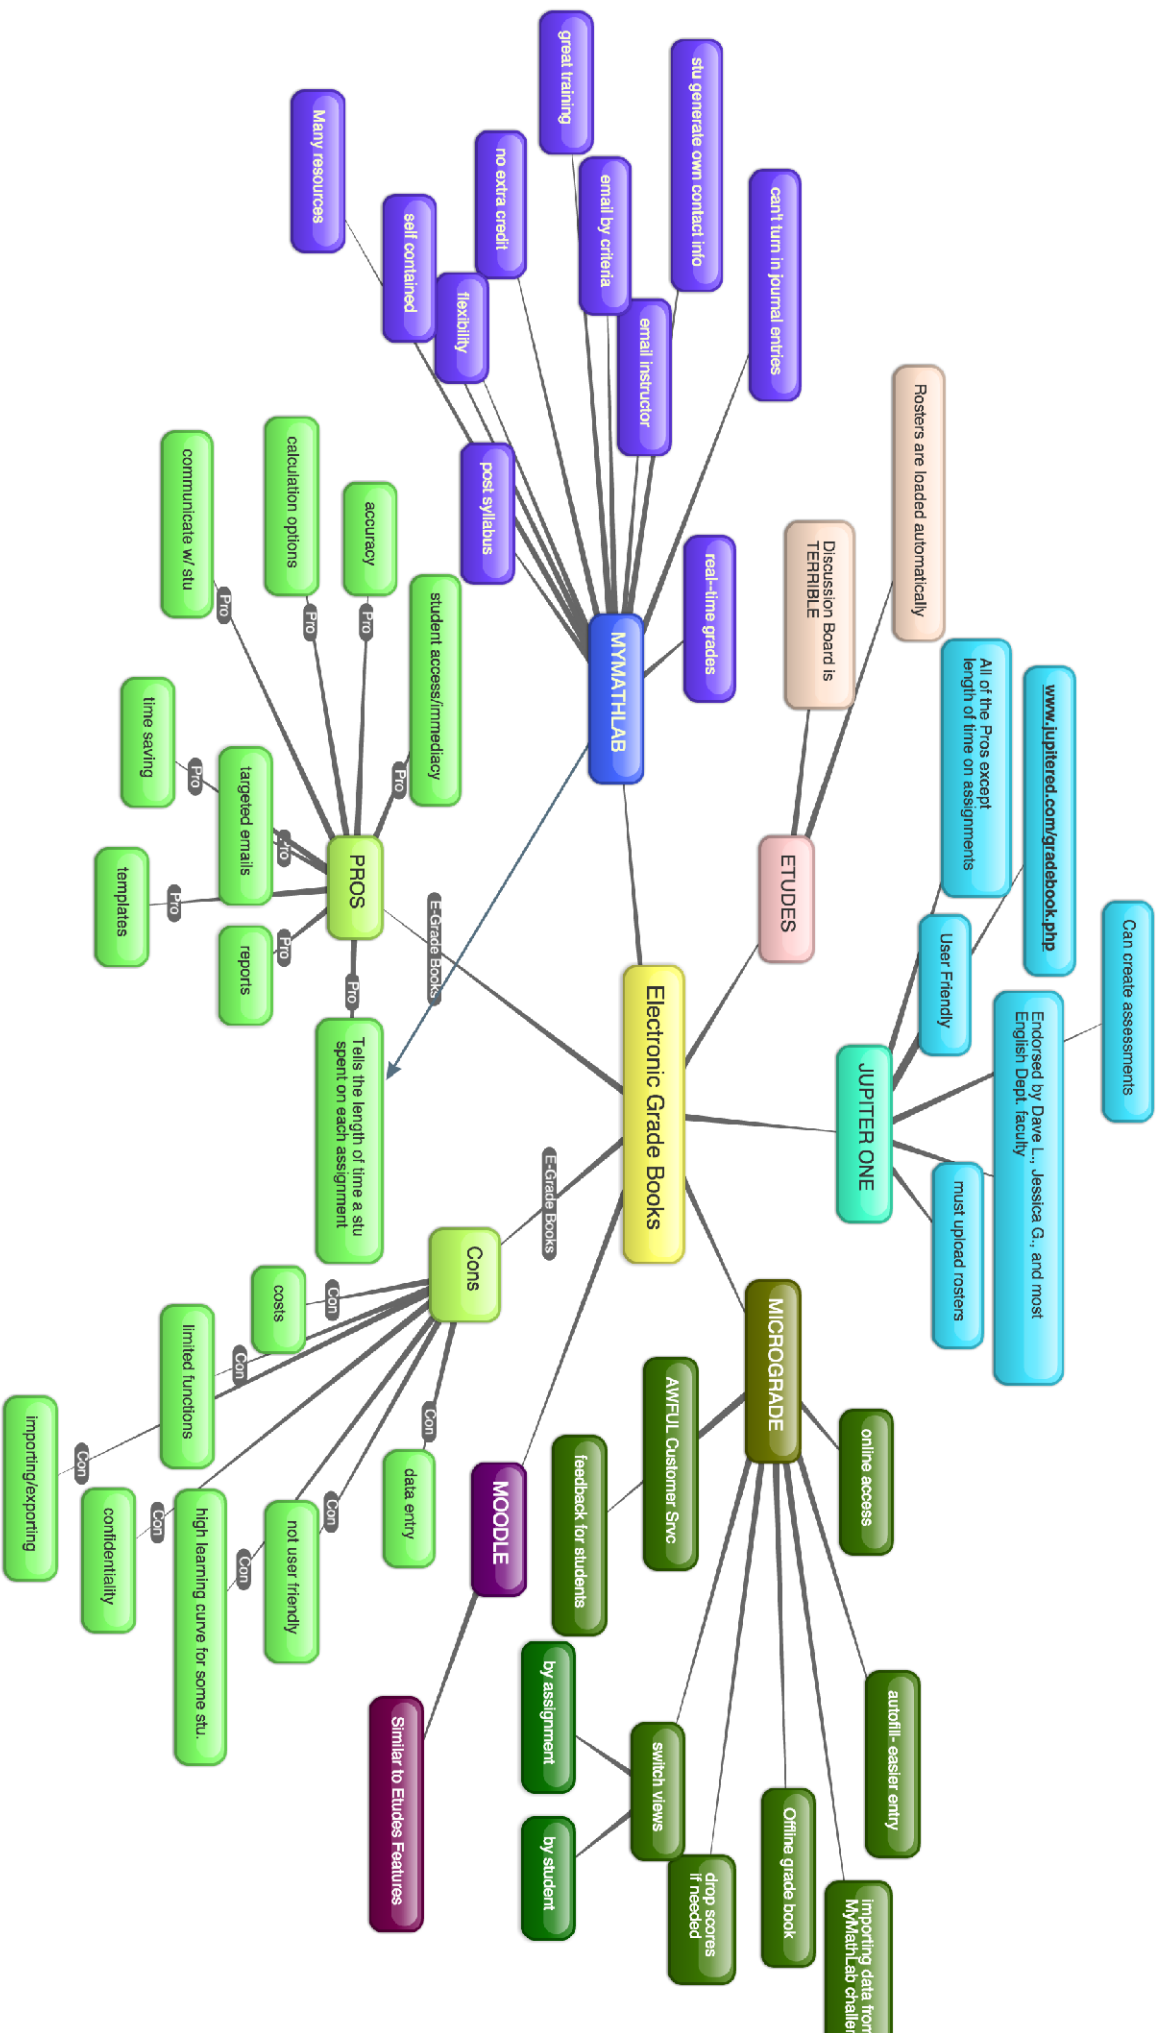 Electronic Grade Books
MYMATHLAB
great training
stu generate own contact info
can't turn in journal entries
email by criteria
no extra credit
Many resources
self contained
flexibility
email instructor
post syllabus
real--time grades
ETUDES
Rosters are loaded automatically
Discussion Board is
TERRIBLE
JUPITER ONE
www.jupitered.com/gradebook.php
All of the Pros except
length of time on assignments
User Friendly
Can create assessments
Endorsed by Dave L., Jessica G., and most
English Dept. faculty
must upload rosters
MICROGRADE
online access
AWFUL Customer Srvc
feedback for students
autofill- easier entry
importing data from
MyMathLab
Offline grade book
drop scores
if needed
switch views
by assignment
by student
MOODLE
Similar to Etudes Features
E-Grade Books
Cons
Con
costs
Con
limited functions
Con
importing/exporting
Con
confidentiality
Con
high learning curve for some stu.
Con
not user friendly
Con
data entry
E-Grade Books
PROS
Pro
student access/immediacy
Pro
accuracy
Pro
calculation options
Pro
communicate w/ stu
Pro
time saving
Pro
targeted emails
Pro
templates
Pro
reports
Pro
Tells the length of time a stu
spent on each assignment